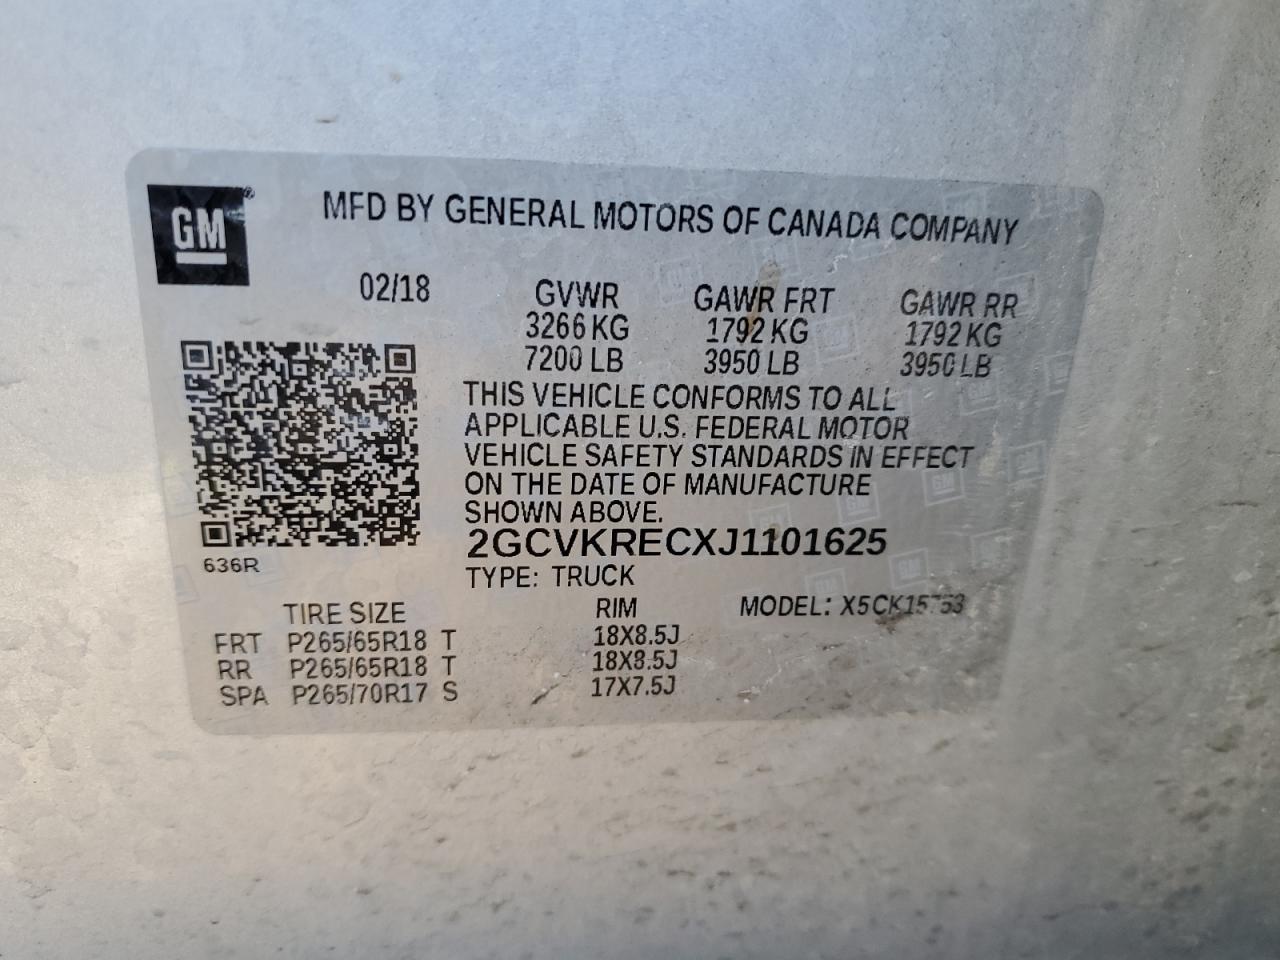 GM®
MFD BY GENERAL MOTORS OF CANADA COMPANY
02/18 GVWR GAWR FRT GAWR RR
3266 KG 1792 KG 1792 KG
7200 LB 3950 LB 3950 LB
THIS VEHICLE CONFORMS TO ALL
APPLICABLE U.S. FEDERAL MOTOR
VEHICLE SAFETY STANDARDS IN EFFECT
ON THE DATE OF MANUFACTURE
SHOWN ABOVE.
2GCVKRECXJ1101625
636R
TYPE: TRUCK
TIRE SIZE RIM MODEL: X5CK15753
FRT P265/65R18 T 18X8.5J
RR P265/65R18 T 18X8.5J
SPA P265/70R17 S 17X7.5J